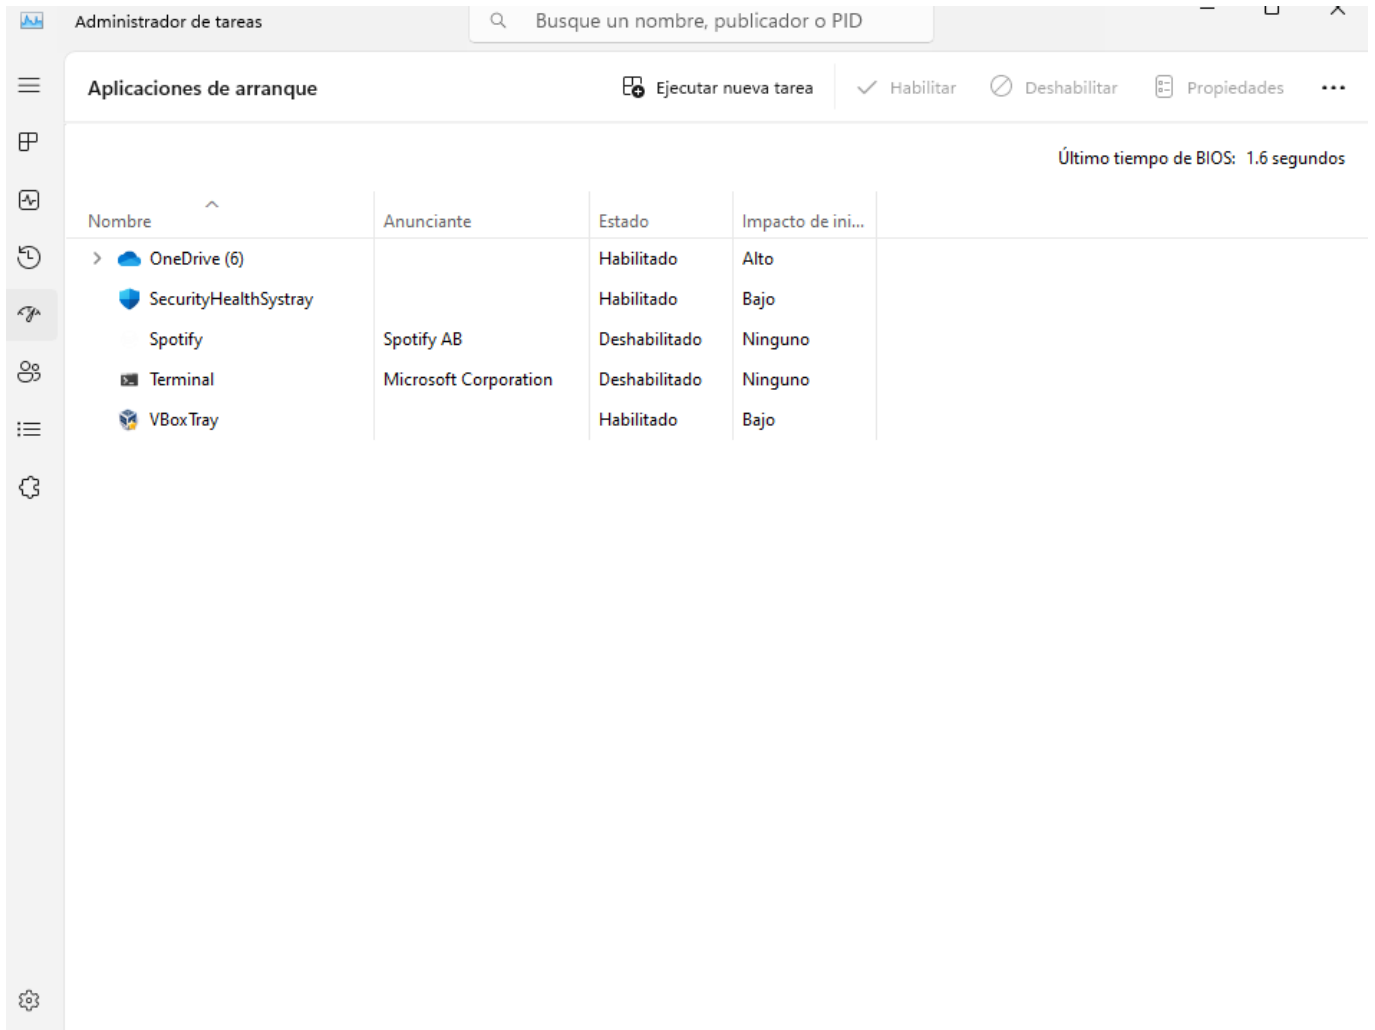 Administrador de tareas
Busque un nombre, publicador o PID
Aplicaciones de arranque
Ejecutar nueva tarea
Habilitar
Deshabilitar
Propiedades
Último tiempo de BIOS: 1.6 segundos
Nombre Anunciante Estado Impacto de ini...
OneDrive (6) Habilitado Alto
SecurityHealthSystray Habilitado Bajo
Spotify Spotify AB Deshabilitado Ninguno
Terminal Microsoft Corporation Deshabilitado Ninguno
VBoxTray Habilitado Bajo